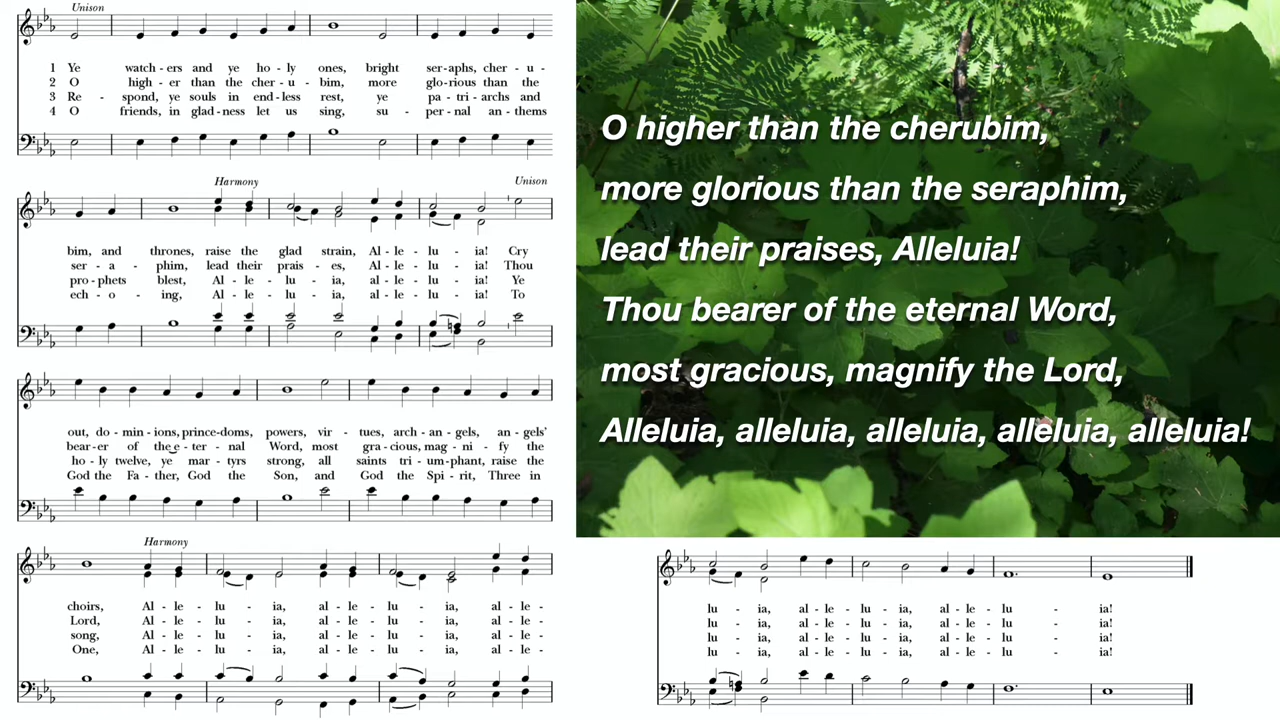 Unison
1 Ye watch - ers and ye ho - ly ones, bright ser - aphs, cher - u -
2 O high - er than the cher - u - bim, more glo - rious than the
3 Re - spond, ye souls in end - less rest, ye pa - tri - archs and
4 O friends, in glad - ness let us sing, su - per - nal an - thems
Harmony Unison
bim, and thrones, raise the glad strain, Al - le - lu - ia! Cry
ser - a - phim, lead their prais - es, Al - le - lu - ia! Thou
pro - phets blest, Al - le - lu - ia, al - le - lu - ia! Ye
ech - o - ing, Al - le - lu - ia, al - le - lu - ia! To
out, do - min - ions, prince - doms, powers, vir - tues, arch - an - gels, an - gels'
bear - er of the e - ter - nal Word, most gra - cious, mag - ni - fy the
ho - ly twelve, ye mar - tyrs strong, all saints tri - um - phant, raise the
God the Fa - ther, God the Son, and God the Spi - rit, Three in
Harmony
choirs, Al - le - lu - ia, al - le - lu - ia, al - le -
Lord, Al - le - lu - ia, al - le - lu - ia, al - le -
song, Al - le - lu - ia, al - le - lu - ia, al - le -
One, Al - le - lu - ia, al - le - lu - ia, al - le -
O higher than the cherubim,
more glorious than the seraphim,
lead their praises, Alleluia!
Thou bearer of the eternal Word,
most gracious, magnify the Lord,
Alleluia, alleluia, alleluia, alleluia, alleluia!
lu - ia, al - le - lu - ia, al - le - lu - ia!
lu - ia, al - le - lu - ia, al - le - lu - ia!
lu - ia, al - le - lu - ia, al - le - lu - ia!
lu - ia, al - le - lu - ia, al - le - lu - ia!